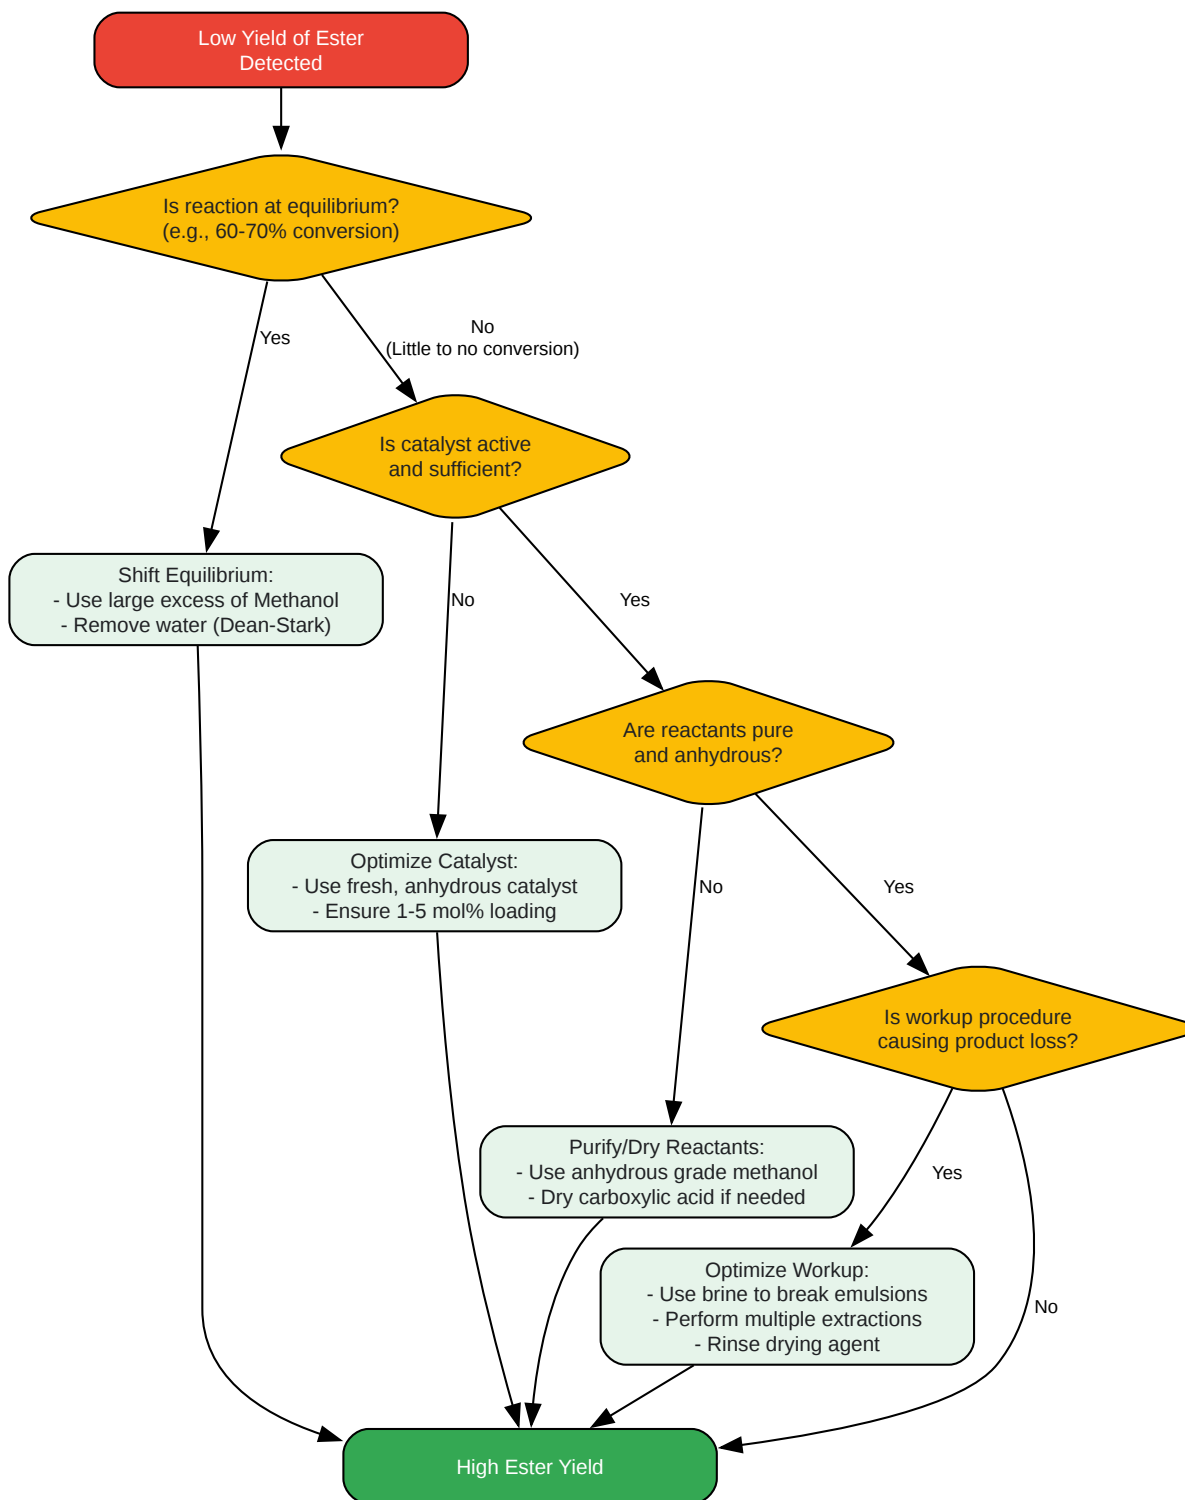 Low Yield of Ester
Detected
Is reaction at equilibrium?
(e.g., 60-70% conversion)
Yes
No
(Little to no conversion)
Is catalyst active
and sufficient?
Shift Equilibrium:
- Use large excess of Methanol
- Remove water (Dean-Stark)
No
Yes
Are reactants pure
and anhydrous?
Optimize Catalyst:
- Use fresh, anhydrous catalyst
- Ensure 1-5 mol% loading
No
Yes
Is workup procedure
causing product loss?
Purify/Dry Reactants:
- Use anhydrous grade methanol
- Dry carboxylic acid if needed
Yes
Optimize Workup:
- Use brine to break emulsions
- Perform multiple extractions
- Rinse drying agent
No
High Ester Yield